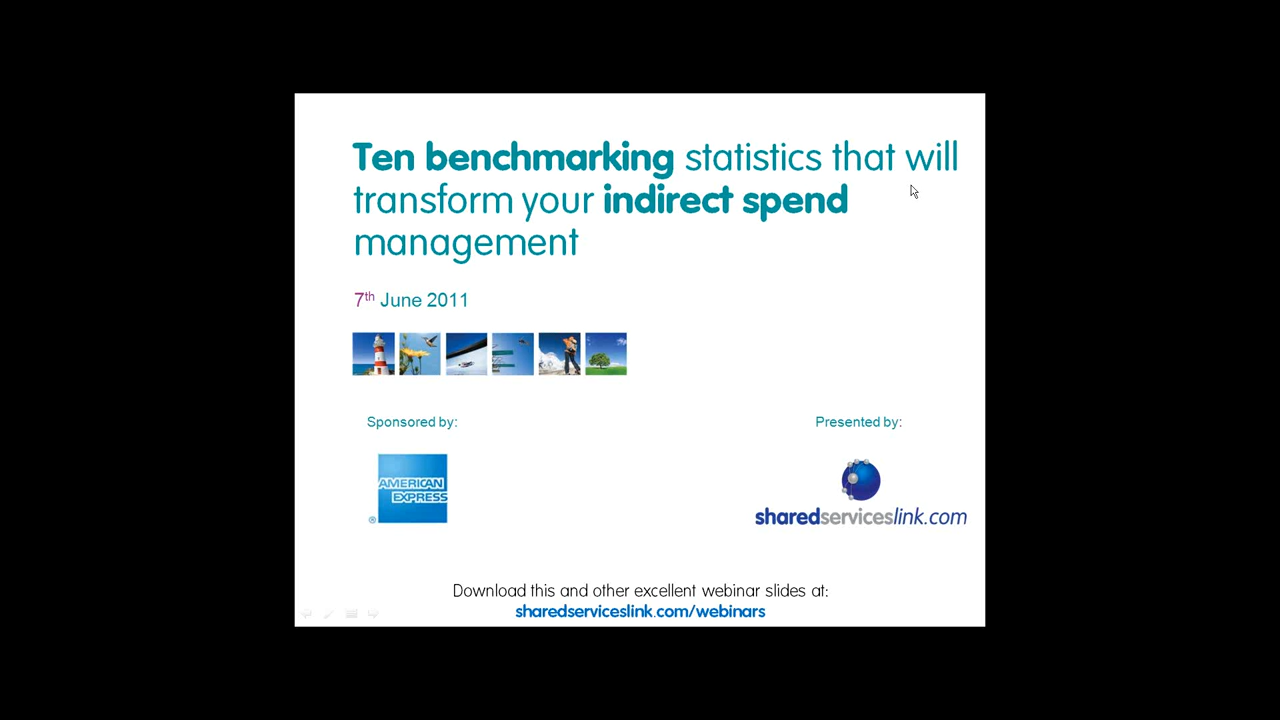 Ten benchmarking statistics that will
transform your indirect spend
management
7th June 2011
Sponsored by:
Presented by:
AMERICAN
EXPRESS
®
sharedserviceslink.com
Download this and other excellent webinar slides at:
sharedserviceslink.com/webinars